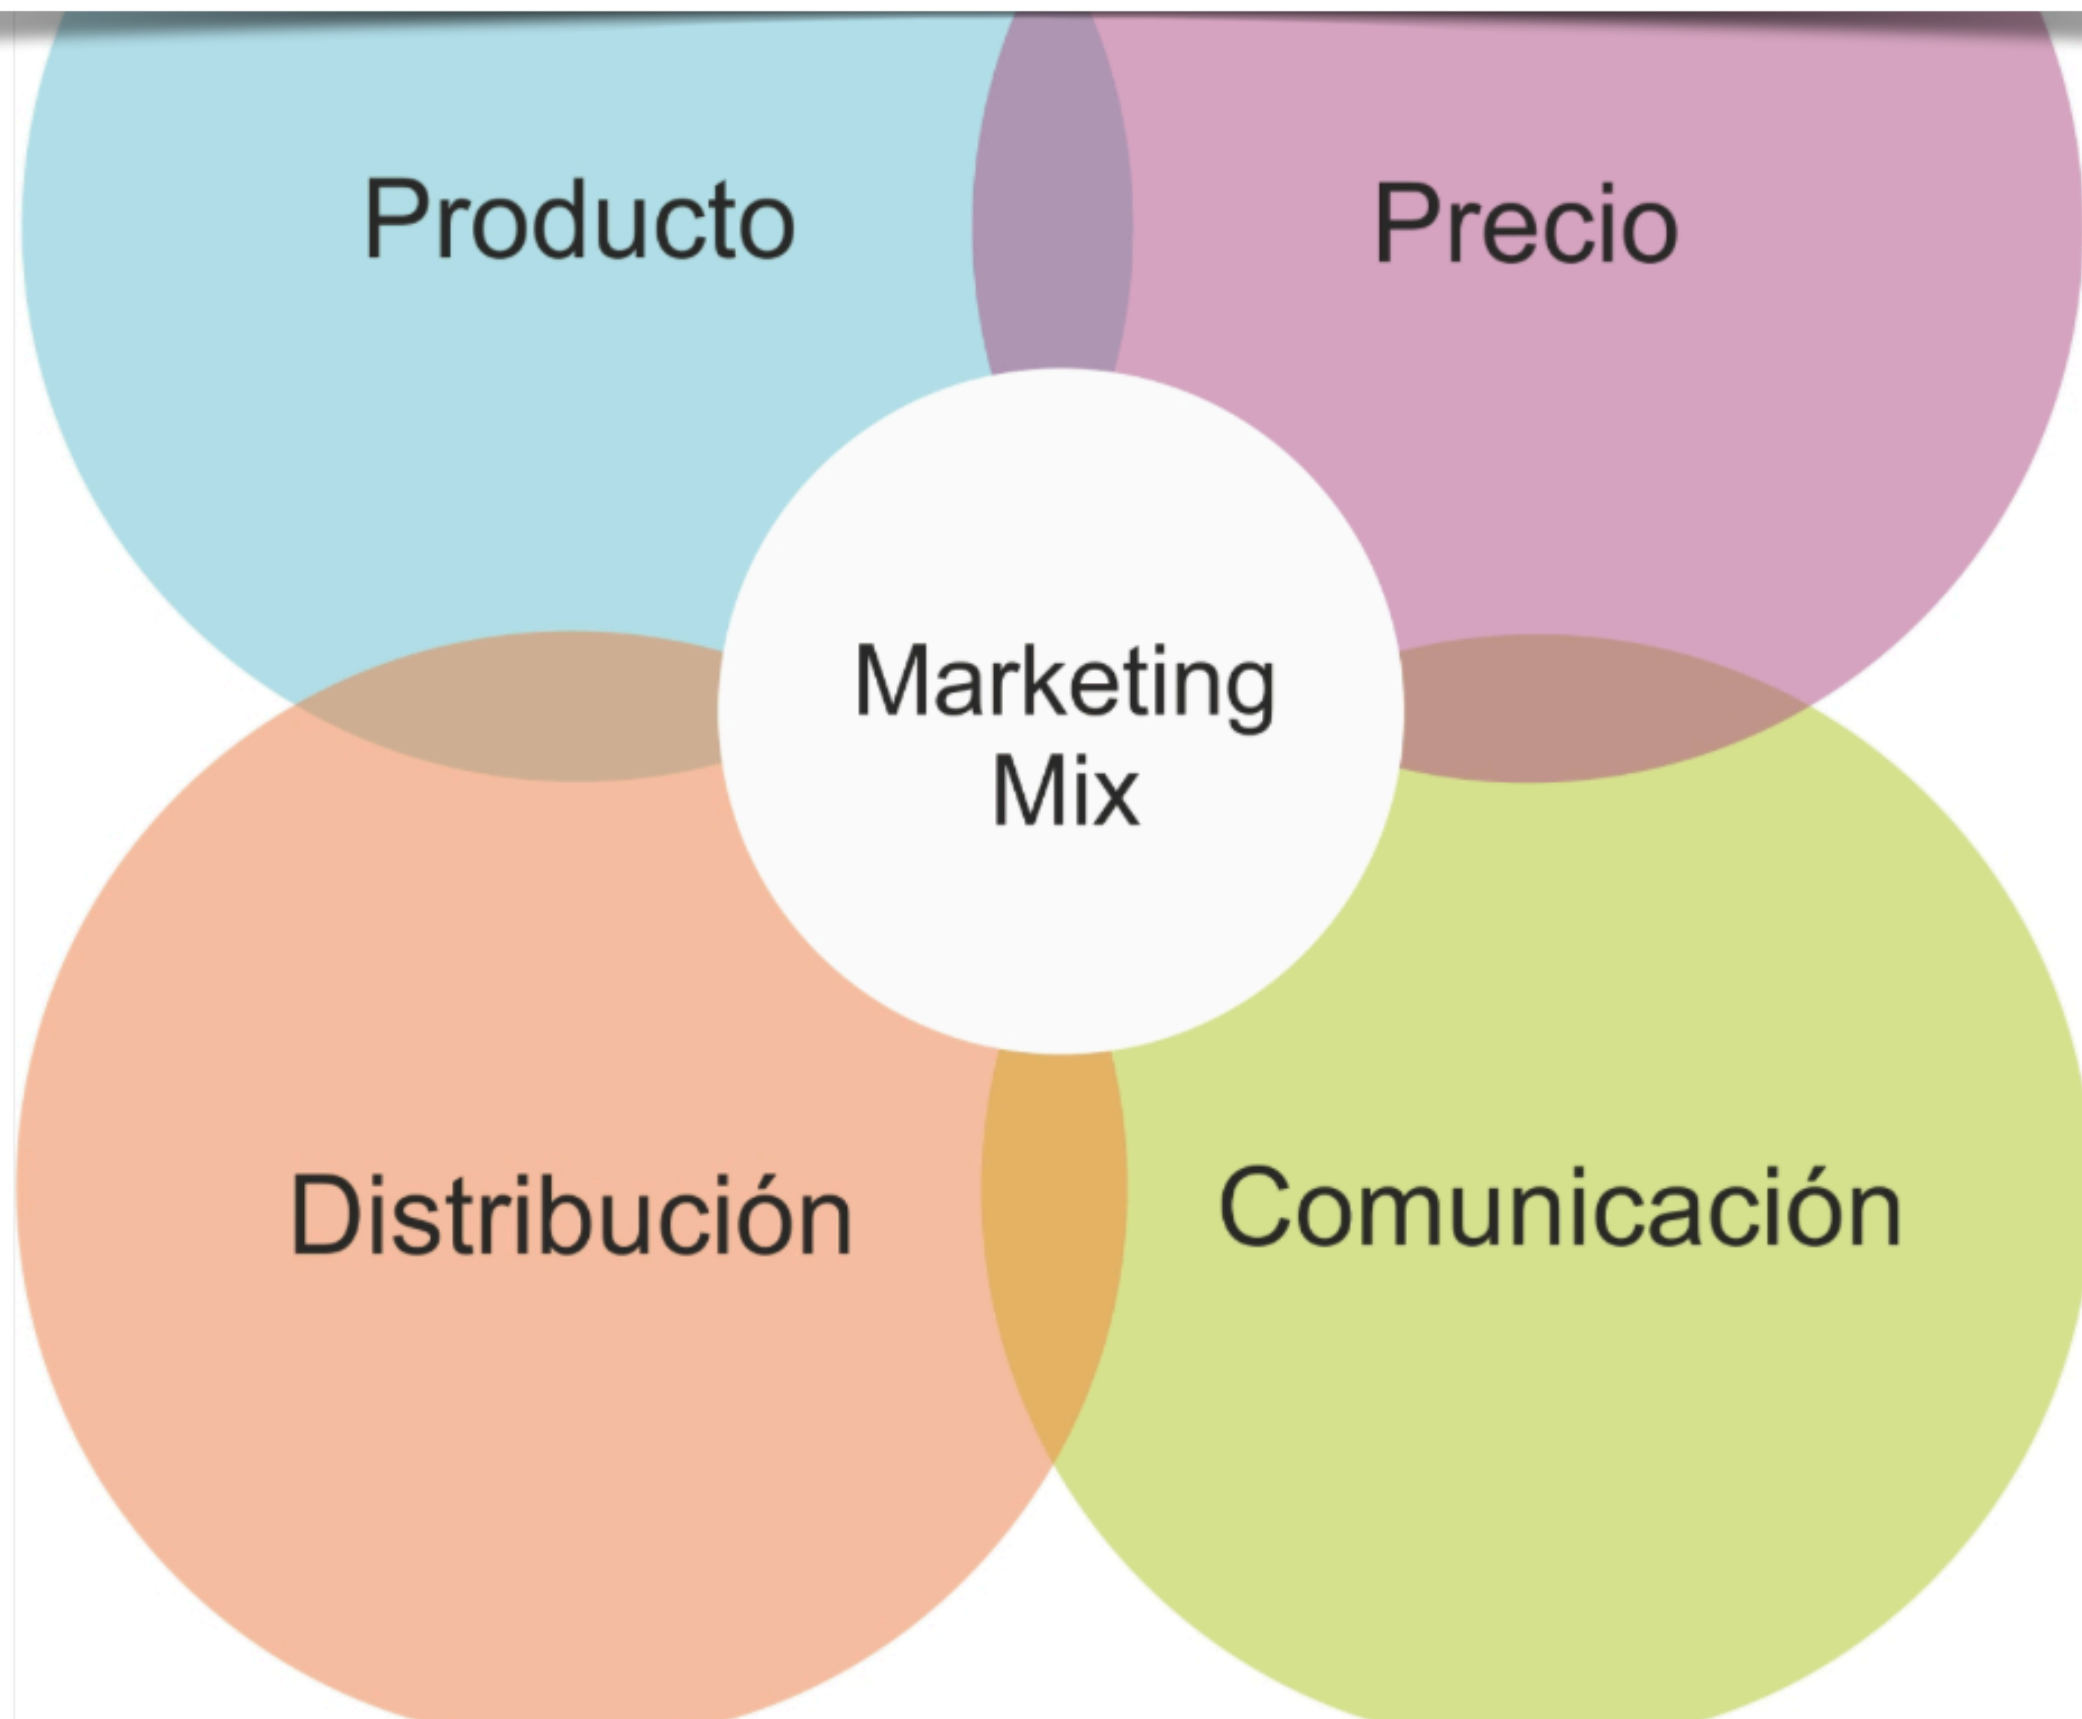 Producto
Precio
Marketing
Mix
Distribución
Comunicación